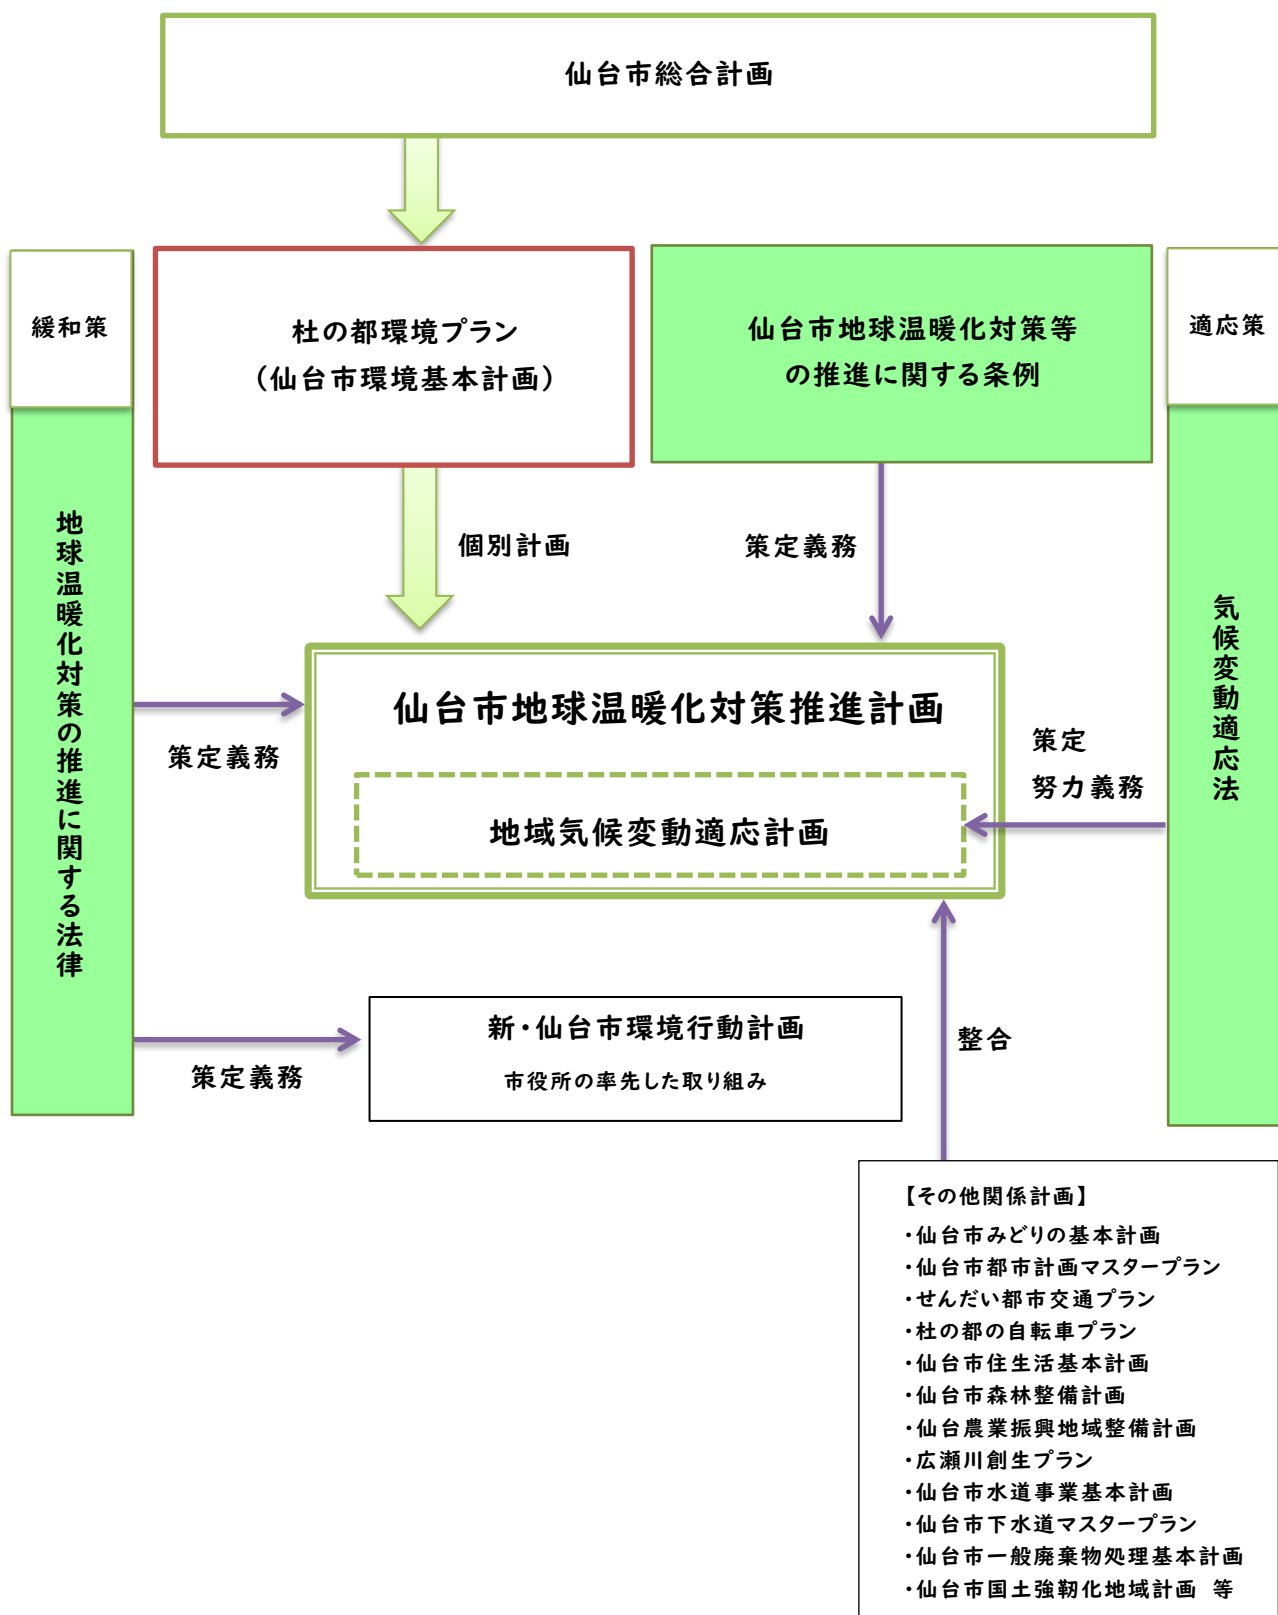 仙台市総合計画
緩和策
杜の都環境プラン
（仙台市環境基本計画）
仙台市地球温暖化対策等
の推進に関する条例
適応策
地球温暖化対策の推進に関する法律
個別計画
策定義務
気候変動適応法
仙台市地球温暖化対策推進計画
策定義務
策定
努力義務
地域気候変動適応計画
新・仙台市環境行動計画
市役所の率先した取り組み
策定義務
整合
【その他関係計画】
・仙台市みどりの基本計画
・仙台市都市計画マスタープラン
・せんだい都市交通プラン
・杜の都の自転車プラン
・仙台市住生活基本計画
・仙台市森林整備計画
・仙台農業振興地域整備計画
・広瀬川創生プラン
・仙台市水道事業基本計画
・仙台市下水道マスタープラン
・仙台市一般廃棄物処理基本計画
・仙台市国土強靭化地域計画 等